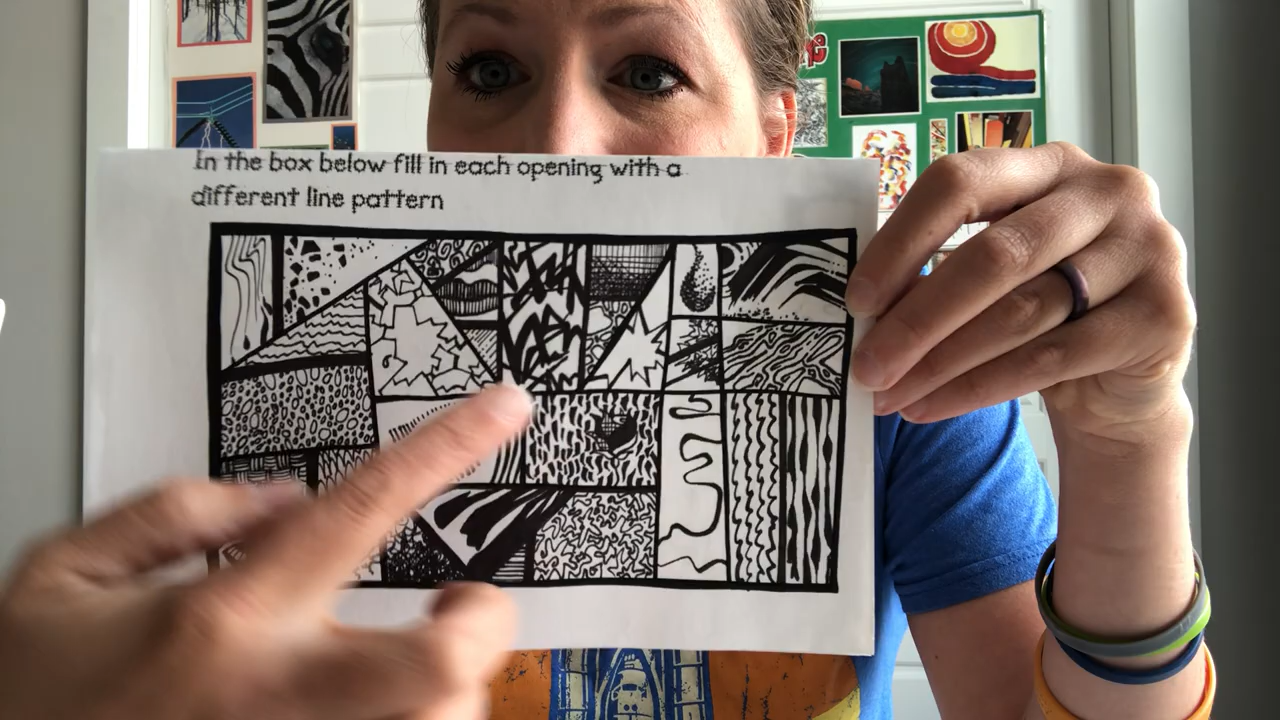 In the box below fill in each opening with a
different line pattern